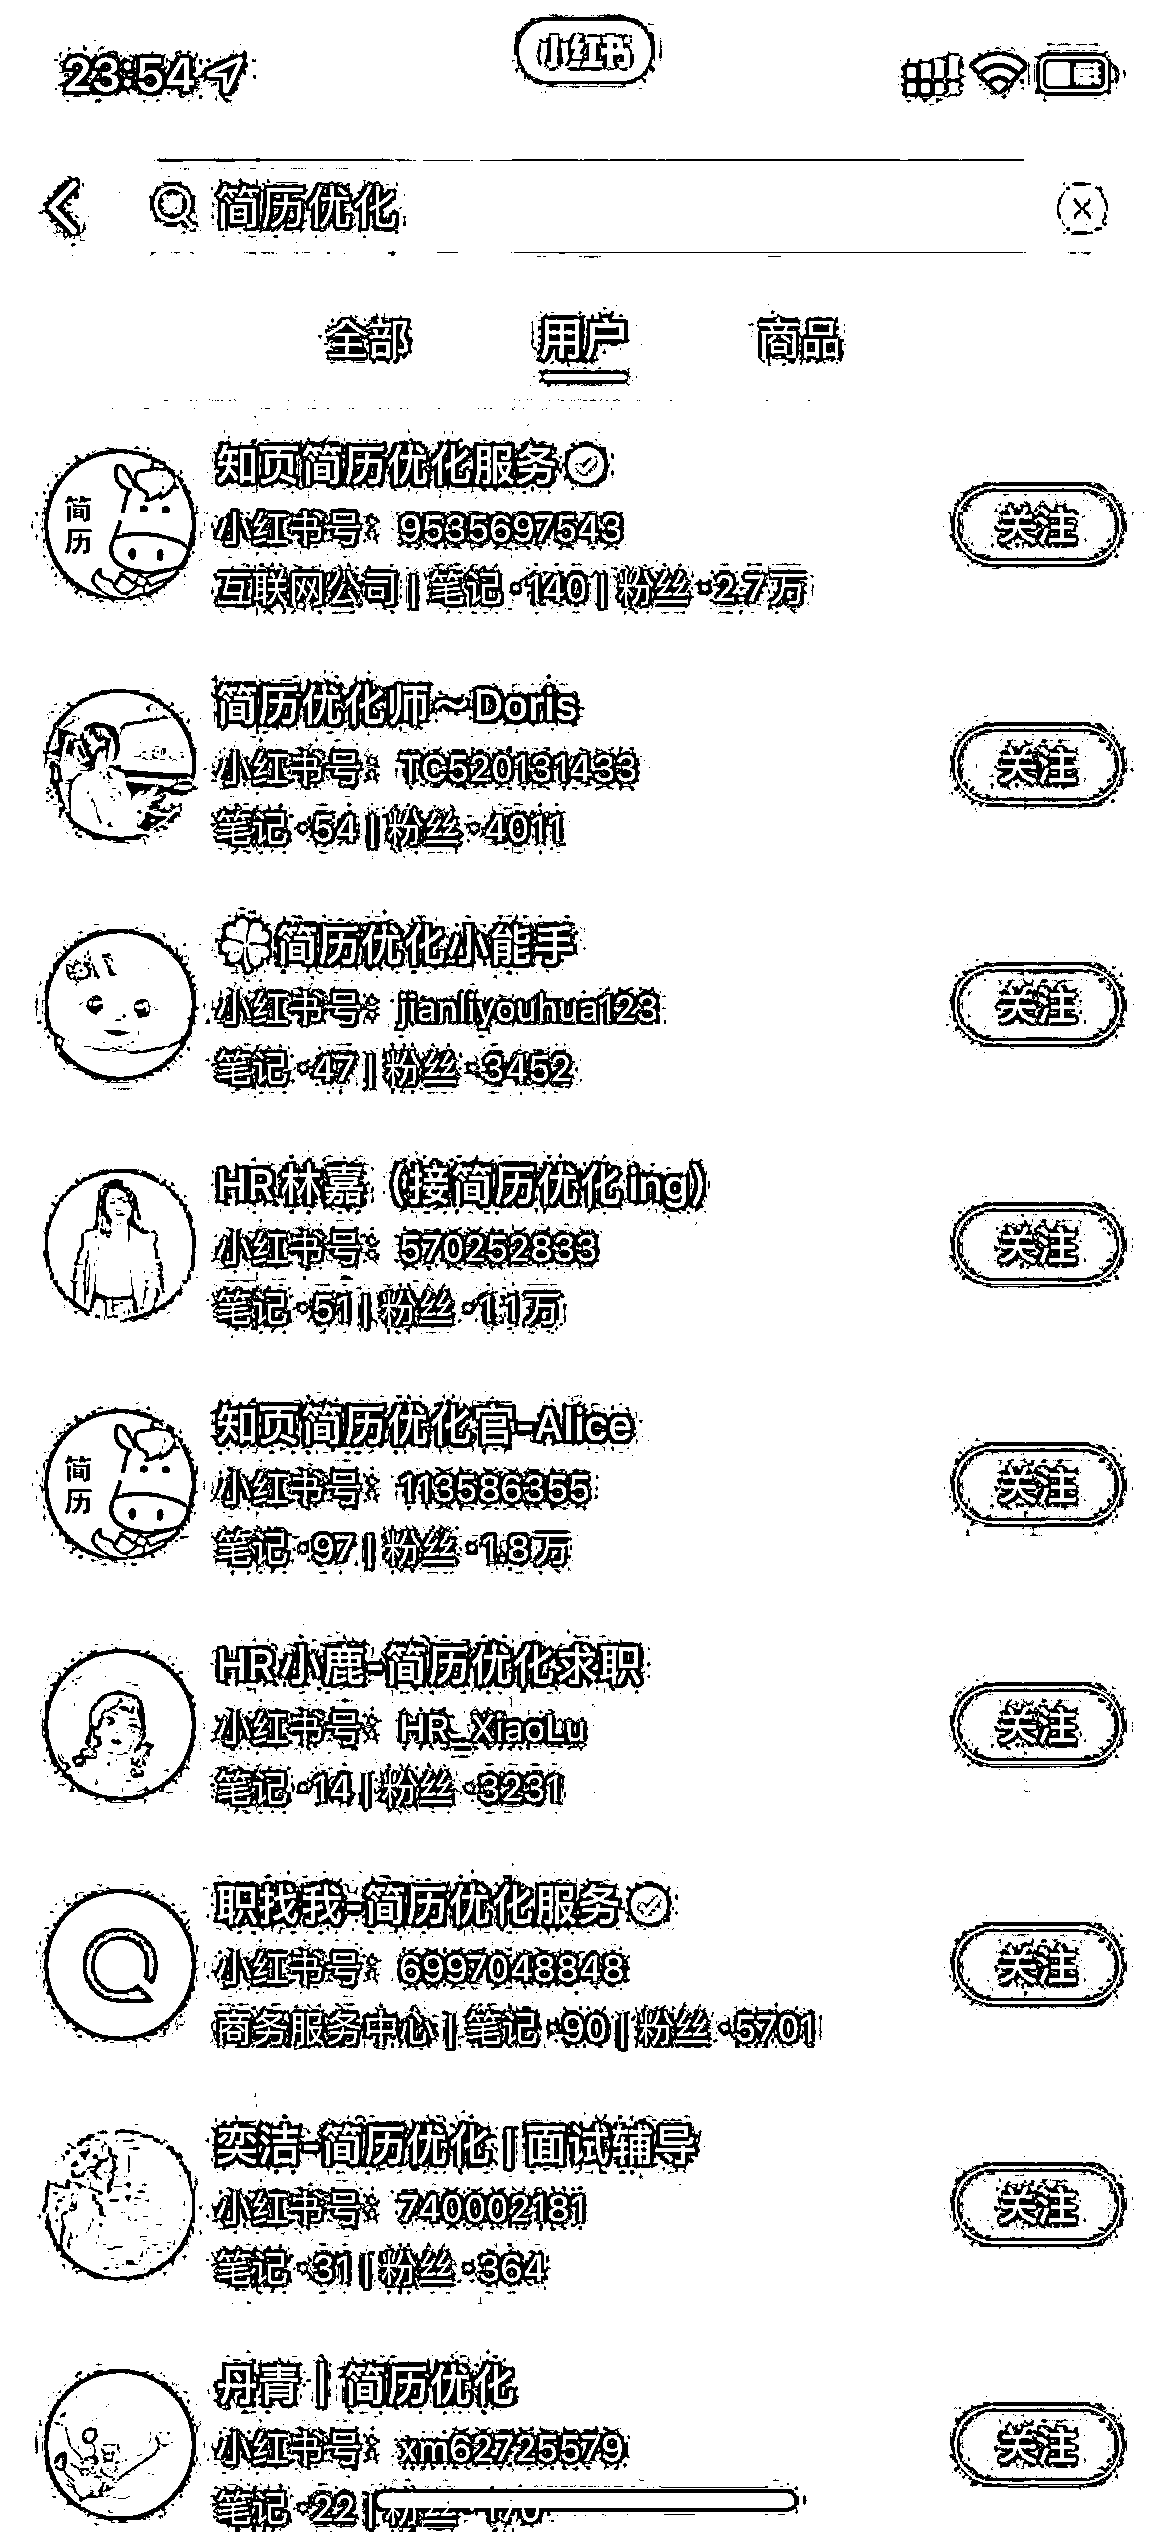 23:54
小红书
简历优化
全部 用户 商品
简历
知页简历优化服务
小红书号：9535697543
互联网公司 | 笔记·140 | 粉丝·2.7万
关注
简历优化师～Doris
小红书号：TC520131433
笔记·54 | 粉丝·4011
关注
🍀简历优化小能手
小红书号：jianliyouhua123
笔记·47 | 粉丝·3452
关注
HR林嘉（接简历优化ing）
小红书号：570252833
笔记·51 | 粉丝·1.1万
关注
简历
知页简历优化官-Alice
小红书号：113586355
笔记·97 | 粉丝·1.8万
关注
HR小鹿-简历优化求职
小红书号：HR_XiaoLu
笔记·14 | 粉丝·3231
关注
职找我-简历优化服务
小红书号：6997048848
商务服务中心 | 笔记·90 | 粉丝·5701
关注
奕洁-简历优化 | 面试辅导
小红书号：740002181
笔记·31 | 粉丝·364
关注
丹青｜简历优化
小红书号：xm62725579
笔记·22 | 粉丝
关注